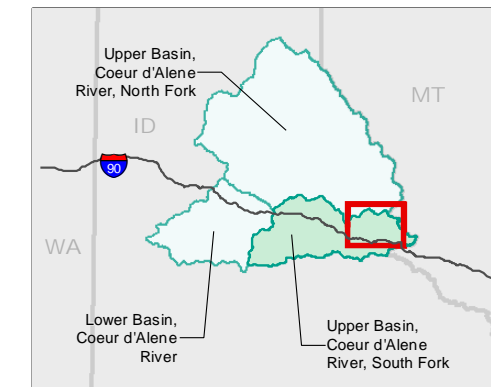 Upper Basin,
Coeur d'Alene
River, North Fork
MT
ID
90
WA
Lower Basin,
Coeur d'Alene
River
Upper Basin,
Coeur d'Alene
River, South Fork